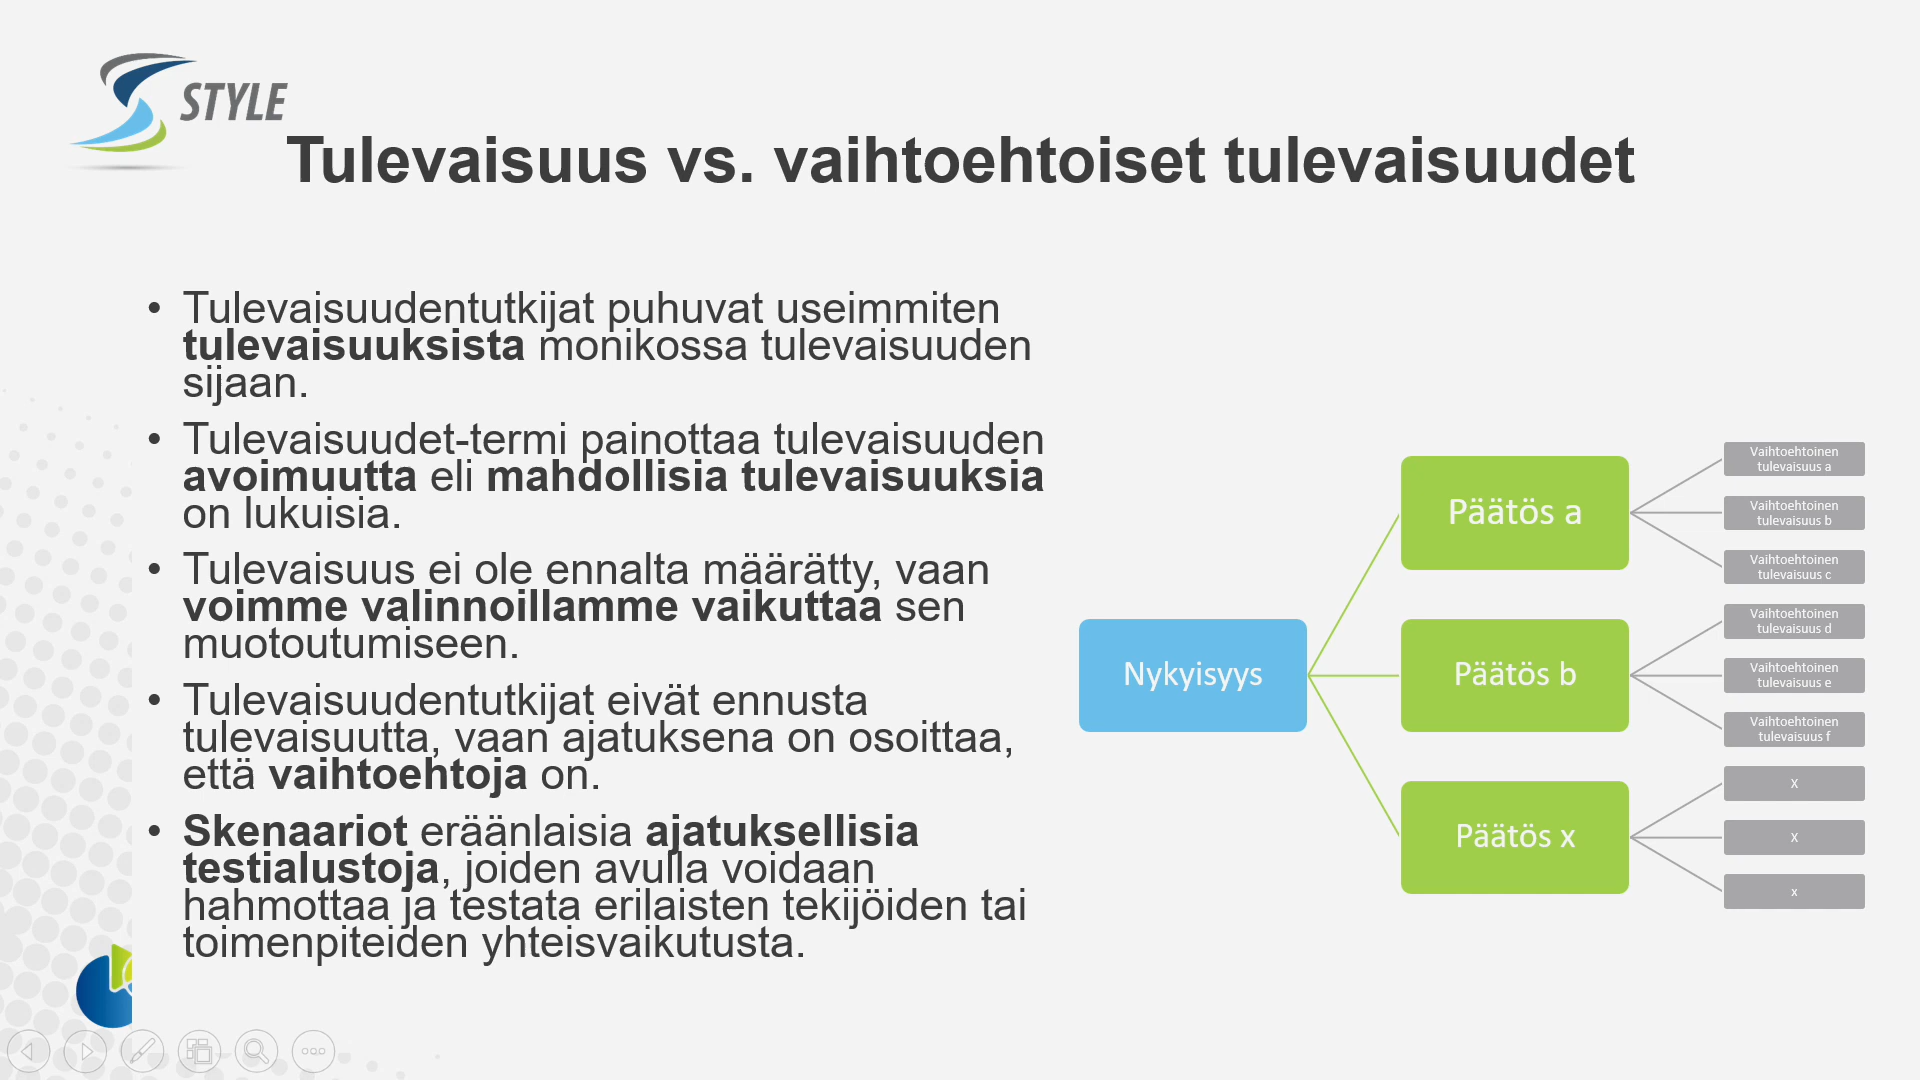 STYLE
Tulevaisuus vs. vaihtoehtoiset tulevaisuudet
• Tulevaisuudentutkijat puhuvat useimmiten
tulevaisuuksista monikossa tulevaisuuden
sijaan.
• Tulevaisuudet-termi painottaa tulevaisuuden
avoimuutta eli mahdollisia tulevaisuuksia
on lukuisia.
• Tulevaisuus ei ole ennalta määrätty, vaan
voimme valinnoillamme vaikuttaa sen
muotoutumiseen.
• Tulevaisuudentutkijat eivät ennusta
tulevaisuutta, vaan ajatuksena on osoittaa,
että vaihtoehtoja on.
• Skenaariot eräänlaisia ajatuksellisia
testialustoja, joiden avulla voidaan
hahmottaa ja testata erilaisten tekijöiden tai
toimenpiteiden yhteisvaikutusta.
Nykyisyys
Päätös a
Vaihtoehtoinen
tulevaisuus a
Vaihtoehtoinen
tulevaisuus b
Vaihtoehtoinen
tulevaisuus c
Päätös b
Vaihtoehtoinen
tulevaisuus d
Vaihtoehtoinen
tulevaisuus e
Vaihtoehtoinen
tulevaisuus f
Päätös x
X
X
x